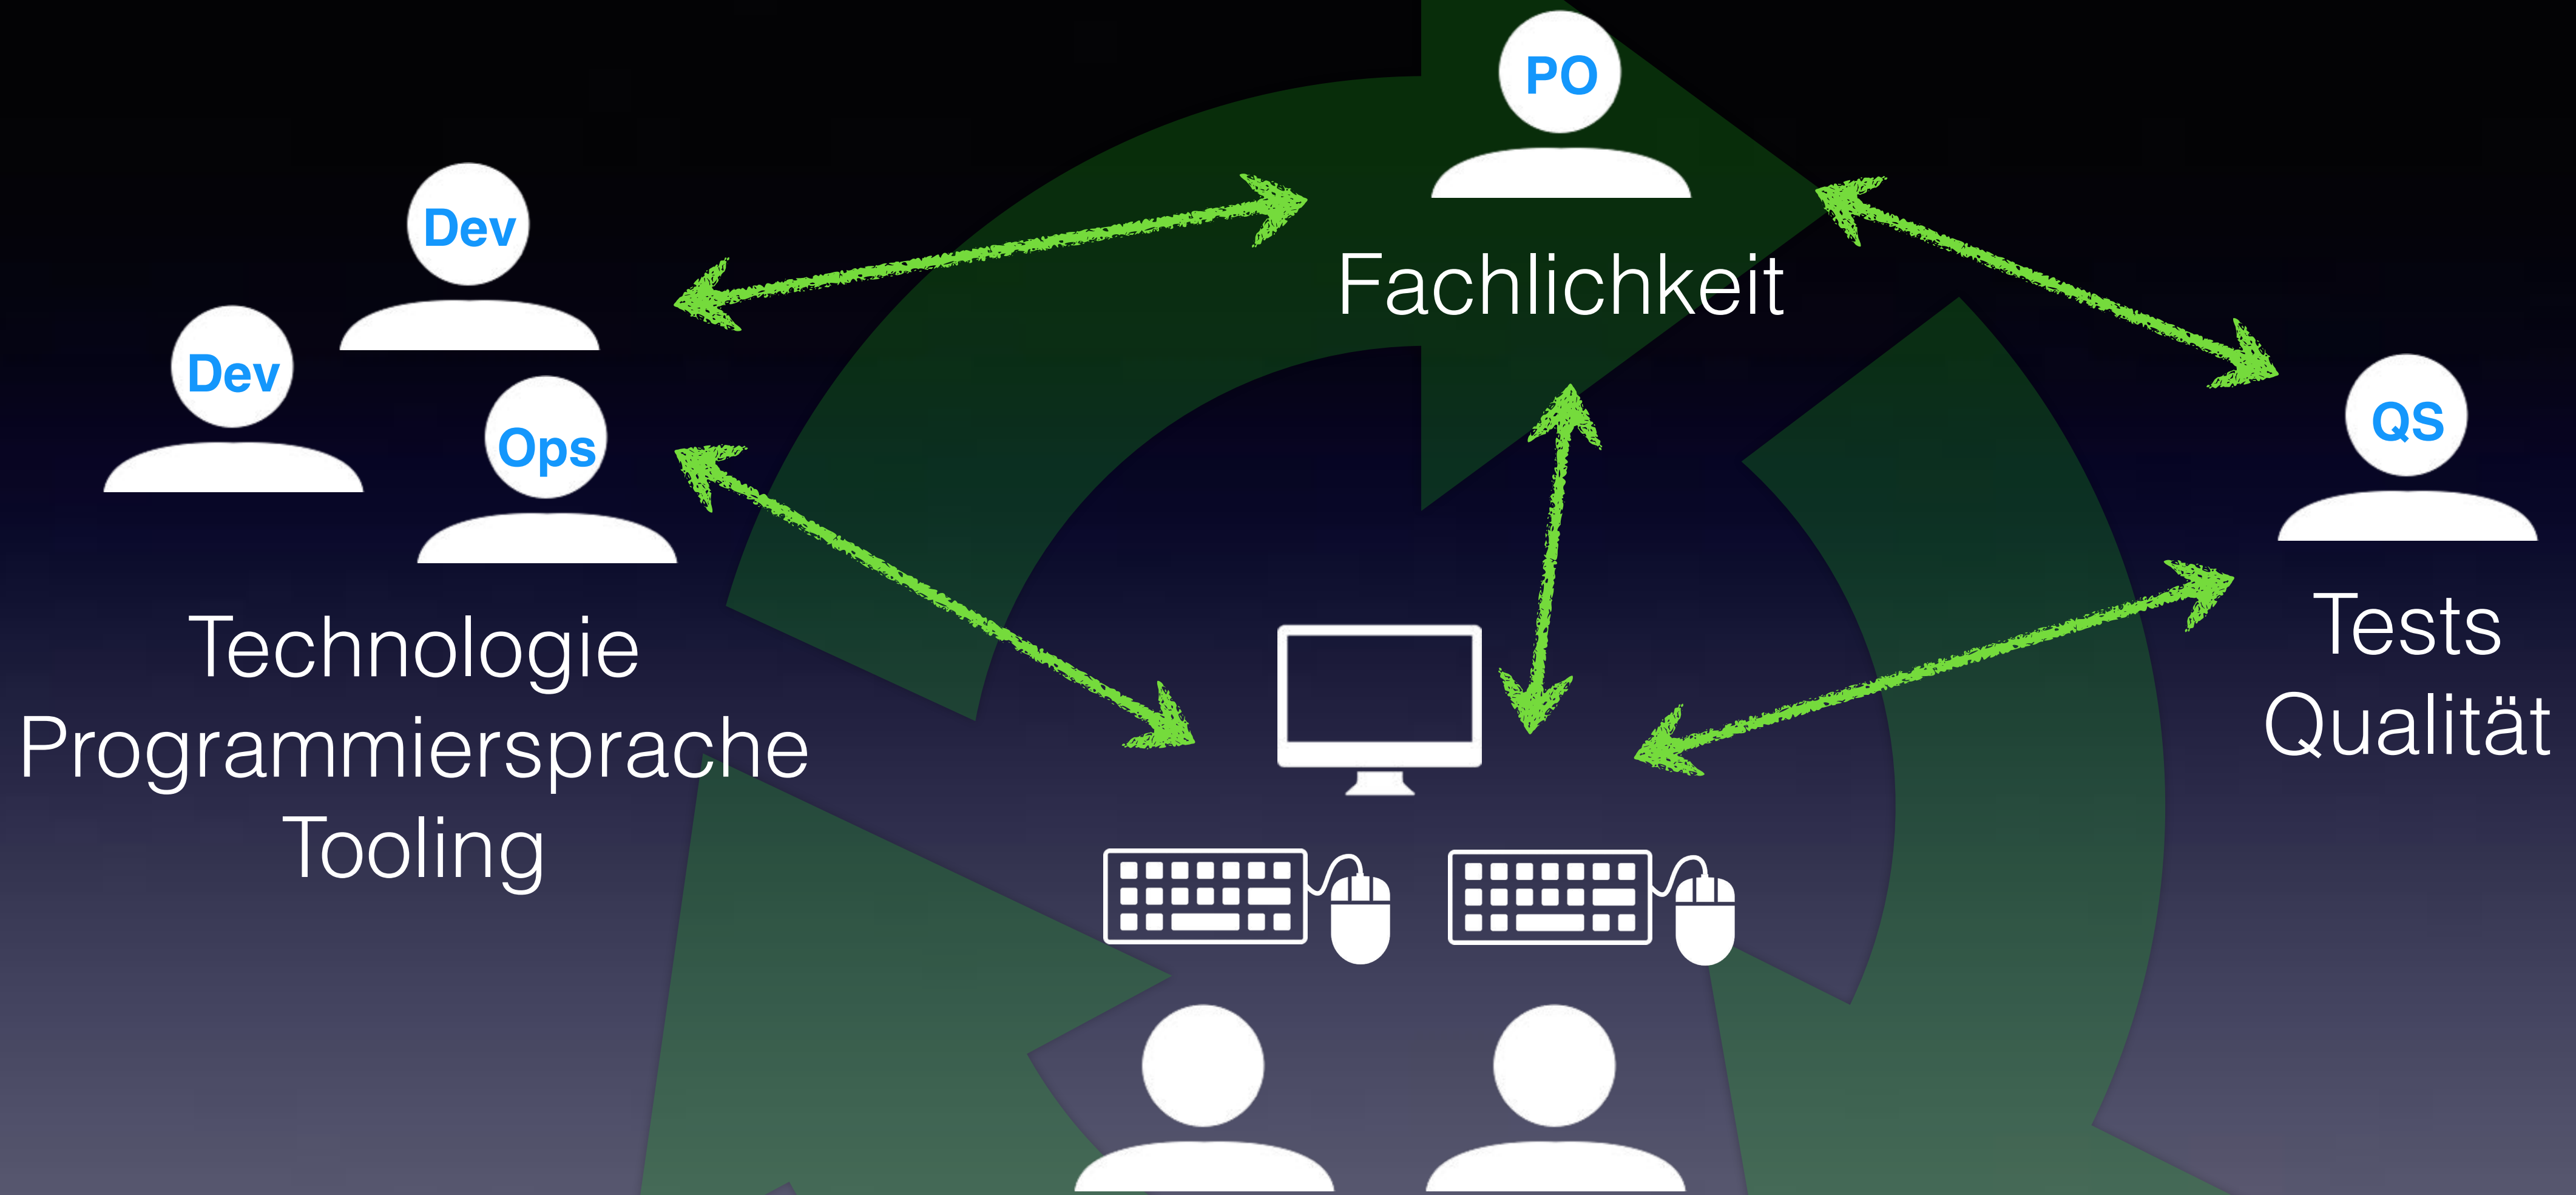 PO
Fachlichkeit
Dev
Dev
Ops
Technologie
Programmiersprache
Tooling
QS
Tests
Qualität